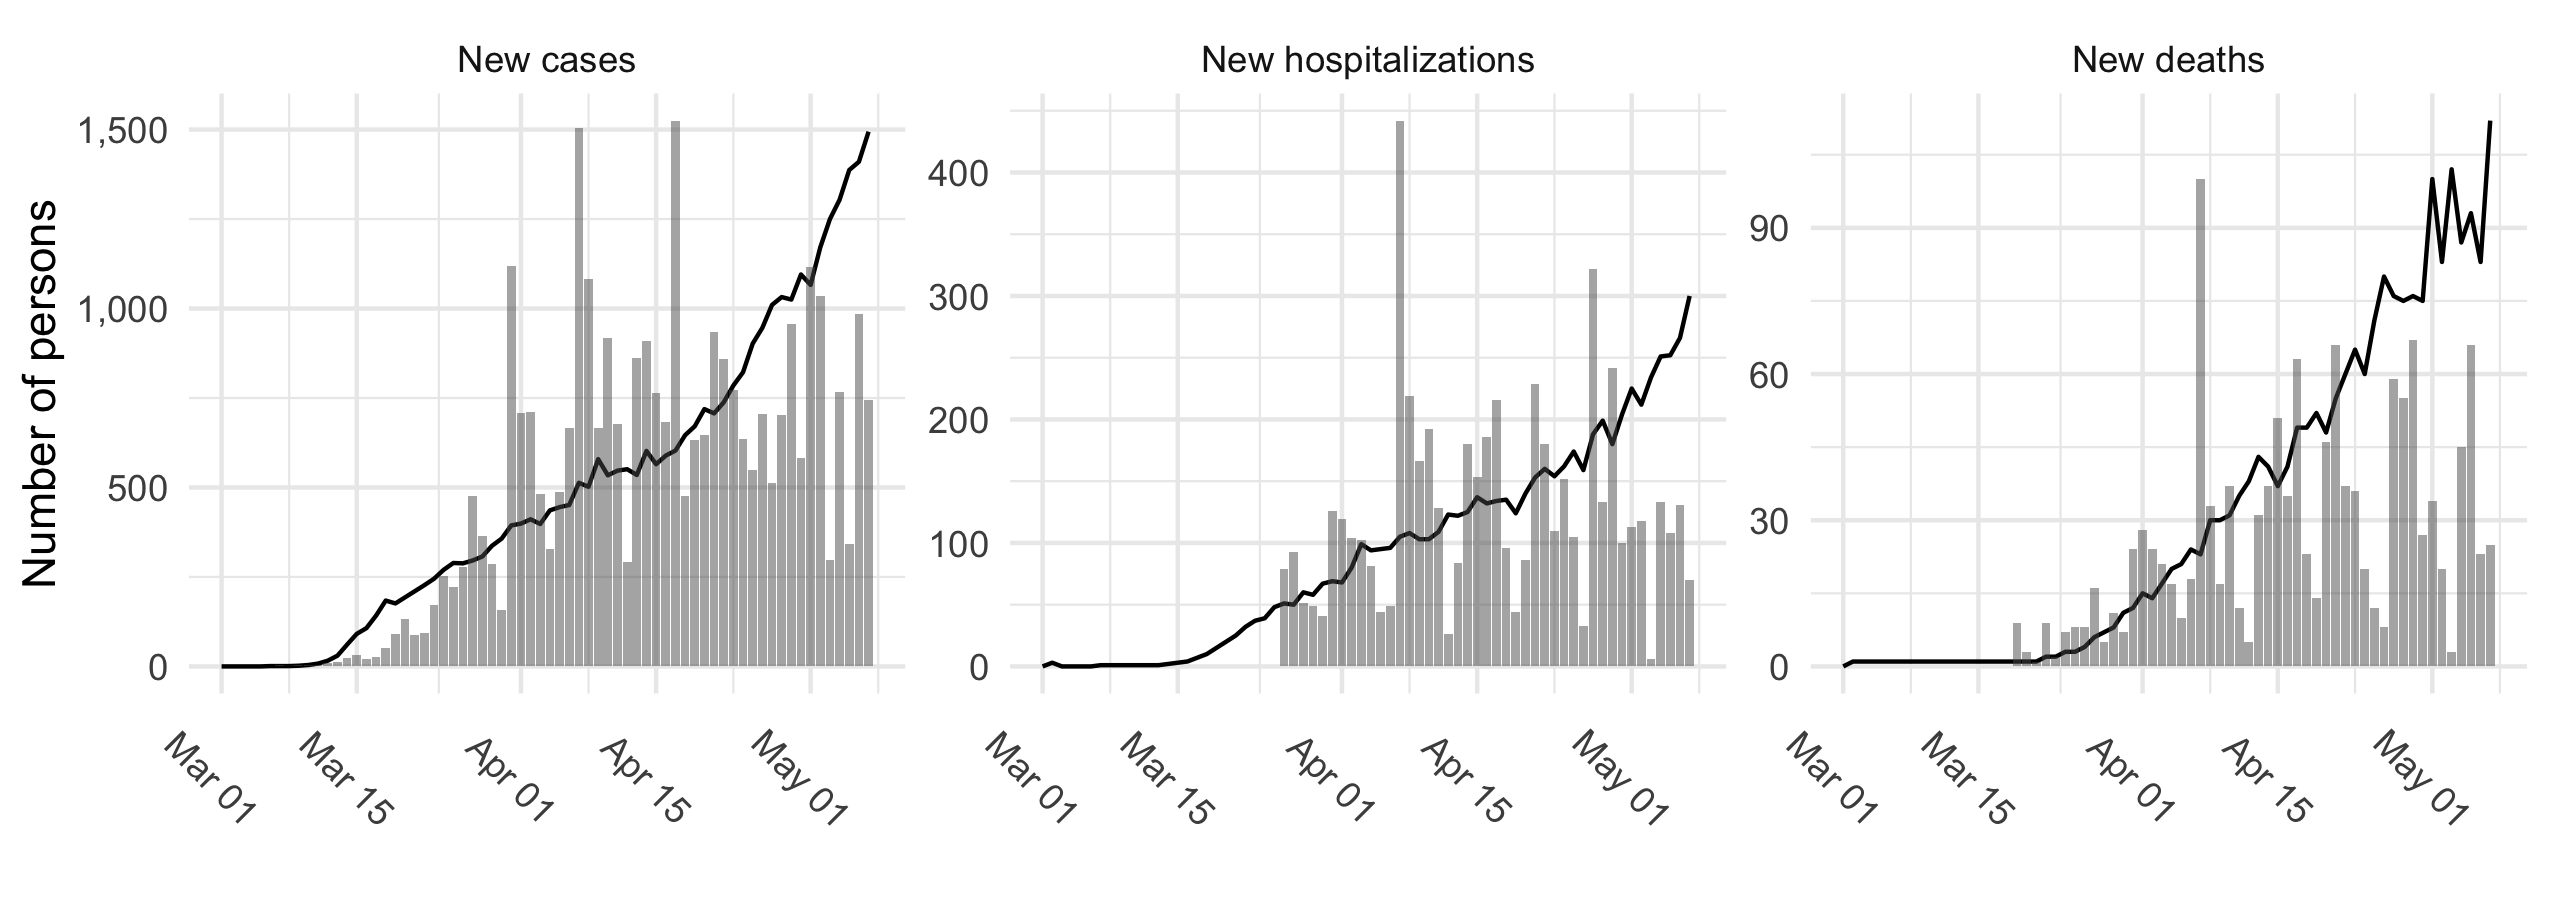 New cases
New hospitalizations
New deaths
Number of persons
1,500
1,000
500
0
Mar 01
Mar 15
Apr 01
Apr 15
May 01
400
300
200
100
0
Mar 01
Mar 15
Apr 01
Apr 15
May 01
90
60
30
0
Mar 01
Mar 15
Apr 01
Apr 15
May 01